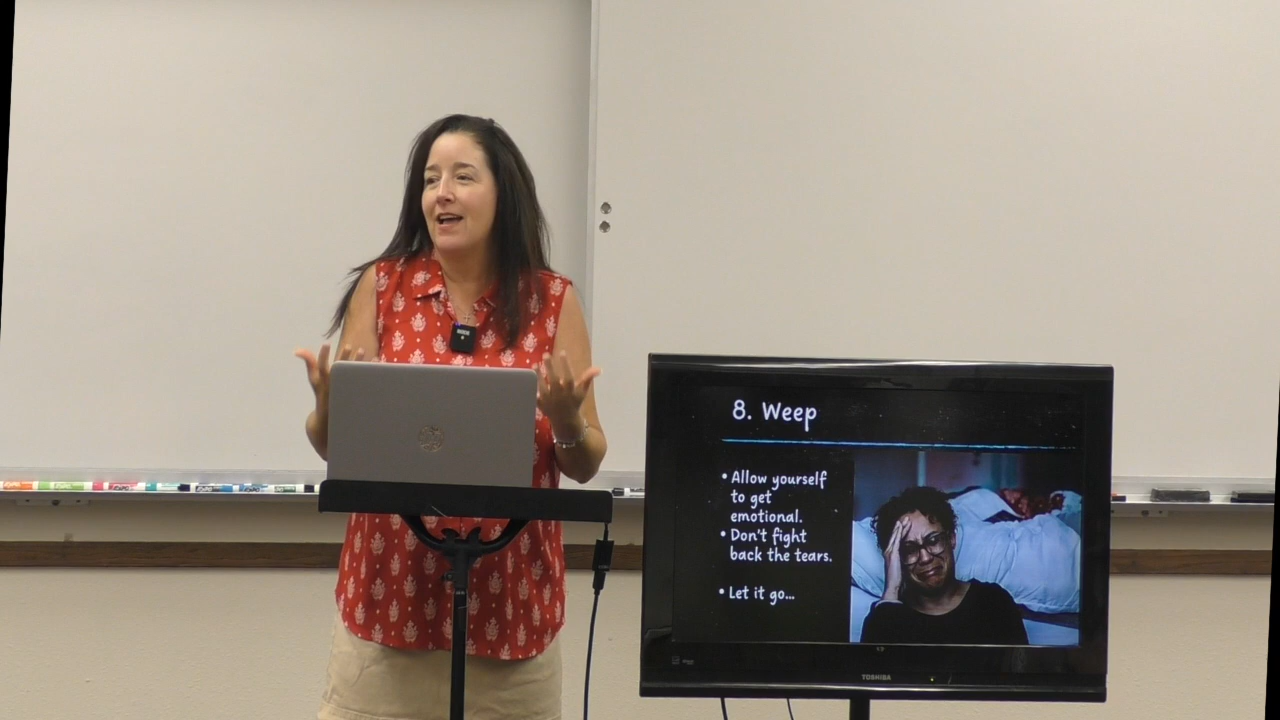 8. Weep
• Allow yourself
to get
emotional.
• Don't fight
back the tears.
• Let it go...
TOSHIBA